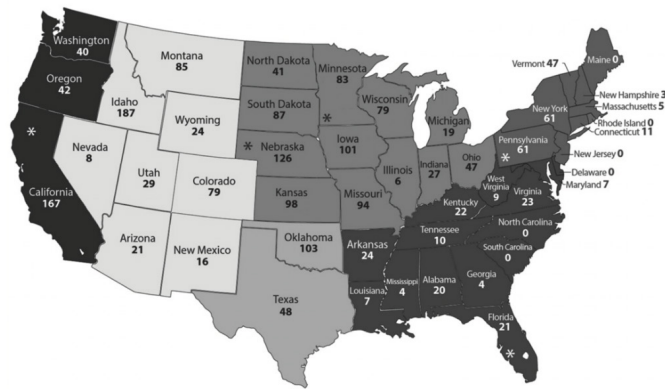 Washington
40
Oregon
42
California
167
*
Nevada
8
Idaho
187
Montana
85
Wyoming
24
Utah
29
Colorado
79
Arizona
21
New Mexico
16
North Dakota
41
South Dakota
87
*
Nebraska
126
Kansas
98
Oklahoma
103
Texas
48
Minnesota
83
*
Iowa
101
Missouri
94
Wisconsin
79
Illinois
6
Michigan
19
Indiana
27
Ohio
47
Arkansas
24
Louisiana
7
Mississippi
4
Alabama
20
Georgia
4
Florida
21
*
Tennessee
10
Kentucky
22
West
Virginia
9
Virginia
23
North Carolina
0
South Carolina
0
Pennsylvania
61
*
New York
61
Vermont 47
Maine 0
New Hampshire 3
Massachusetts 5
Rhode Island 0
Connecticut 11
New Jersey 0
Delaware 0
Maryland 7